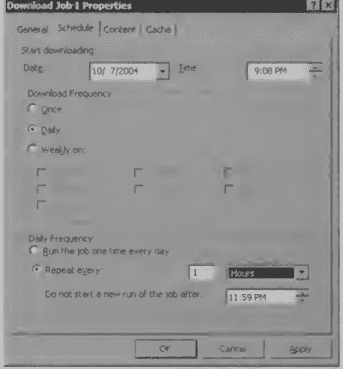 Download Job 1 Properties
General Schedule Content Cache
Start downloading:
Date: 10/ 7/2004 Time 9:08 PM
Download Frequency
Once
Daily
Weekly on:
Daily Frequency
Run the job one time every day
Repeat every: 1 Hours
Do not start a new run of the job after: 11:59 PM
OK Cancel Apply